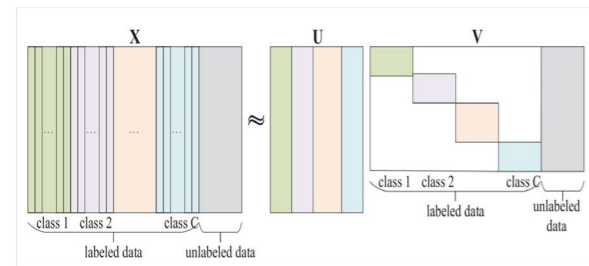 X U V
... ... ... ...
≈
class 1 class 2 class C
labeled data
unlabeled data
class 1 class 2 class C
labeled data
unlabeled
data